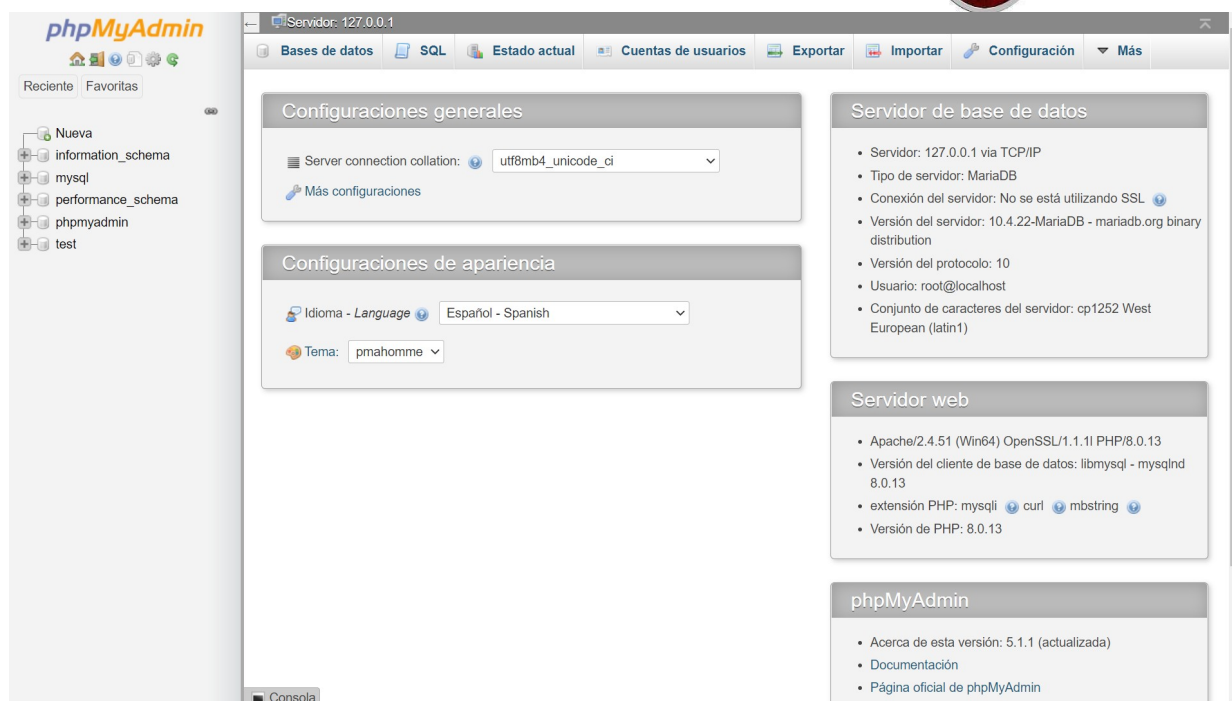 phpMyAdmin
Reciente Favoritas
Nueva
information_schema
mysql
performance_schema
phpmyadmin
test
Servidor: 127.0.0.1
Bases de datos SQL Estado actual Cuentas de usuarios Exportar Importar Configuración Más
Configuraciones generales
Server connection collation: utf8mb4_unicode_ci
Más configuraciones
Configuraciones de apariencia
Idioma - Language Español - Spanish
Tema: pmahomme
Servidor de base de datos
Servidor: 127.0.0.1 via TCP/IP
Tipo de servidor: MariaDB
Conexión del servidor: No se está utilizando SSL
Versión del servidor: 10.4.22-MariaDB - mariadb.org binary
distribution
Versión del protocolo: 10
Usuario: root@localhost
Conjunto de caracteres del servidor: cp1252 West
European (latin1)
Servidor web
Apache/2.4.51 (Win64) OpenSSL/1.1.1l PHP/8.0.13
Versión del cliente de base de datos: libmysql - mysqlnd
8.0.13
extensión PHP: mysqli curl mbstring
Versión de PHP: 8.0.13
phpMyAdmin
Acerca de esta versión: 5.1.1 (actualizada)
Documentación
Página oficial de phpMyAdmin
Consola